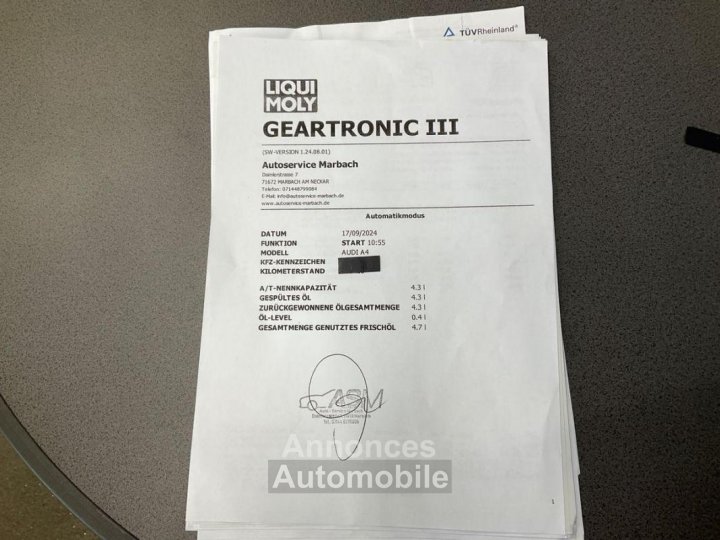 TÜVRheinland®
LIQUI
MOLY
GEARTRONIC III
(SW-VERSION 1.24.08.01)
Autoservice Marbach
Daimlerstrasse 7
71672 MARBACH AM NECKAR
Telefon: 071448799084
E-Mail: info@autoservice-marbach.de
www.autoservice-marbach.de
Automatikmodus
DATUM 17/09/2024
FUNKTION START 10:55
MODELL AUDI A4
KFZ-KENNZEICHEN
KILOMETERSTAND
A/T-NENNKAPAZITÄT 4.3 l
GESPÜLTES ÖL 4.3 l
ZURÜCKGEWONNENE ÖLGESAMTMENGE 4.3 l
ÖL-LEVEL 0.4 l
GESAMTMENGE GENUTZTES FRISCHÖL 4.7 l
ASM
Annonces
Automobile
1